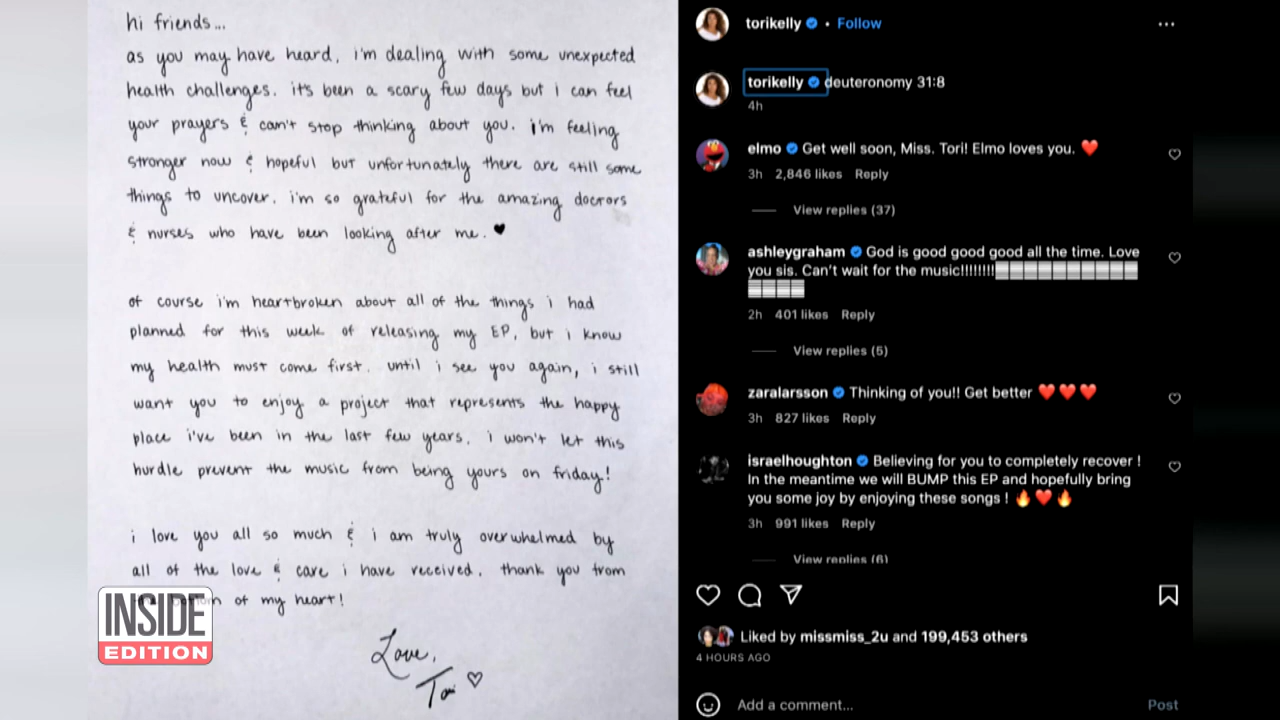 hi friends...
as you may have heard, i'm dealing with some unexpected
health challenges. it's been a scary few days but i can feel
your prayers & can't stop thinking about you. i'm feeling
stronger now & hopeful but unfortunately there are still some
things to uncover. i'm so grateful for the amazing doctors
& nurses who have been looking after me. ♥
of course i'm heartbroken about all of the things i had
planned for this week of releasing my EP, but i know
my health must come first. until i see you again, i still
want you to enjoy a project that represents the happy
place i've been in the last few years. i won't let this
hurdle prevent the music from being yours on friday!
i love you all so much & i am truly overwhelmed by
all of the love & care i have received. thank you from
bottom of my heart!
Love,
Tori ♡
INSIDE
EDITION
torikelly • Follow
torikelly deuteronomy 31:8
4h
elmo Get well soon, Miss. Tori! Elmo loves you. ❤️
3h 2,846 likes Reply
View replies (37)
ashleygraham God is good good good all the time. Love
you sis. Can't wait for the music!!!!!!!!
2h 401 likes Reply
View replies (5)
zaralarsson Thinking of you!! Get better ❤️❤️❤️
3h 827 likes Reply
israelhoughton Believing for you to completely recover !
In the meantime we will BUMP this EP and hopefully bring
you some joy by enjoying these songs ! 🔥❤️🔥
3h 991 likes Reply
View replies (6)
Liked by missmiss_2u and 199,453 others
4 HOURS AGO
Add a comment... Post